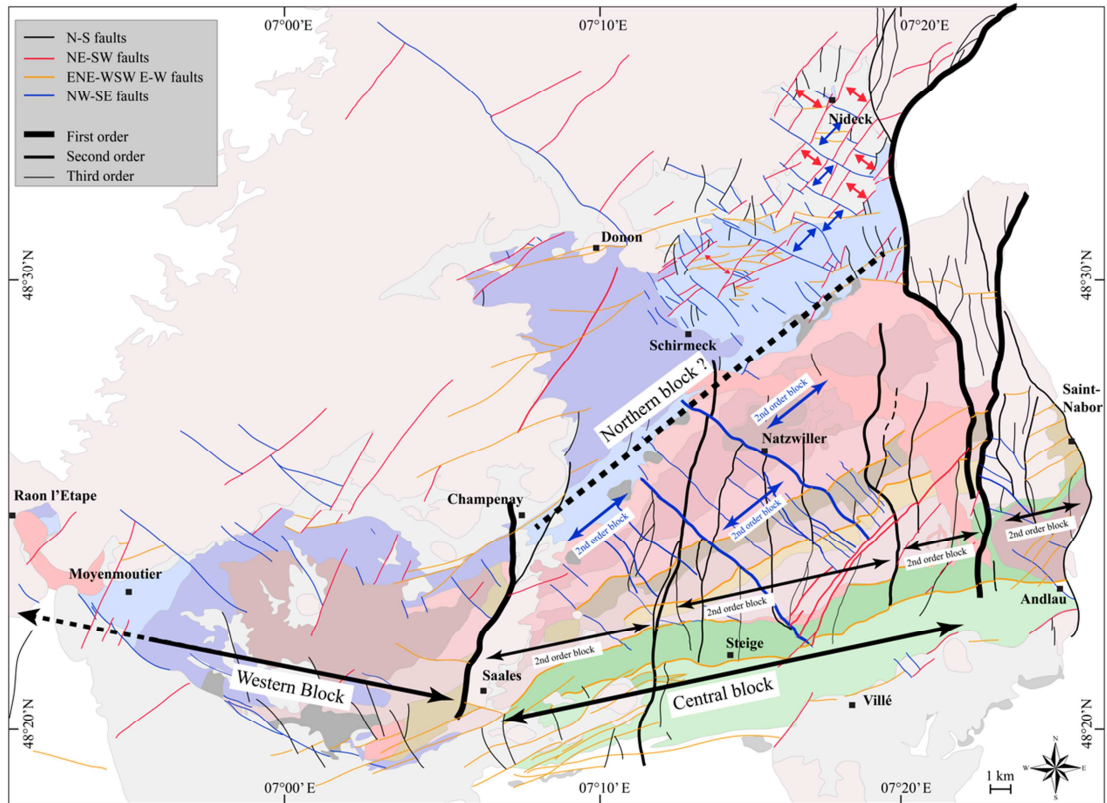 07°00'E
07°10'E
07°20'E
N-S faults
NE-SW faults
ENE-WSW E-W faults
NW-SE faults
First order
Second order
Third order
Nideck
Donon
48°30'N
48°30'N
Schirmeck
Northern block ?
2nd order block
Saint-
Nabor
Natzwiller
Champenay
Raon l'Etape
2nd order block
2nd order block
2nd order block
2nd order block
Moyenmoutier
2nd order block
Andlau
2nd order block
Steige
Western Block
Saales
Central block
Villé
48°20'N
48°20'N
N
W
E
S
1 km
07°00'E
07°10'E
07°20'E